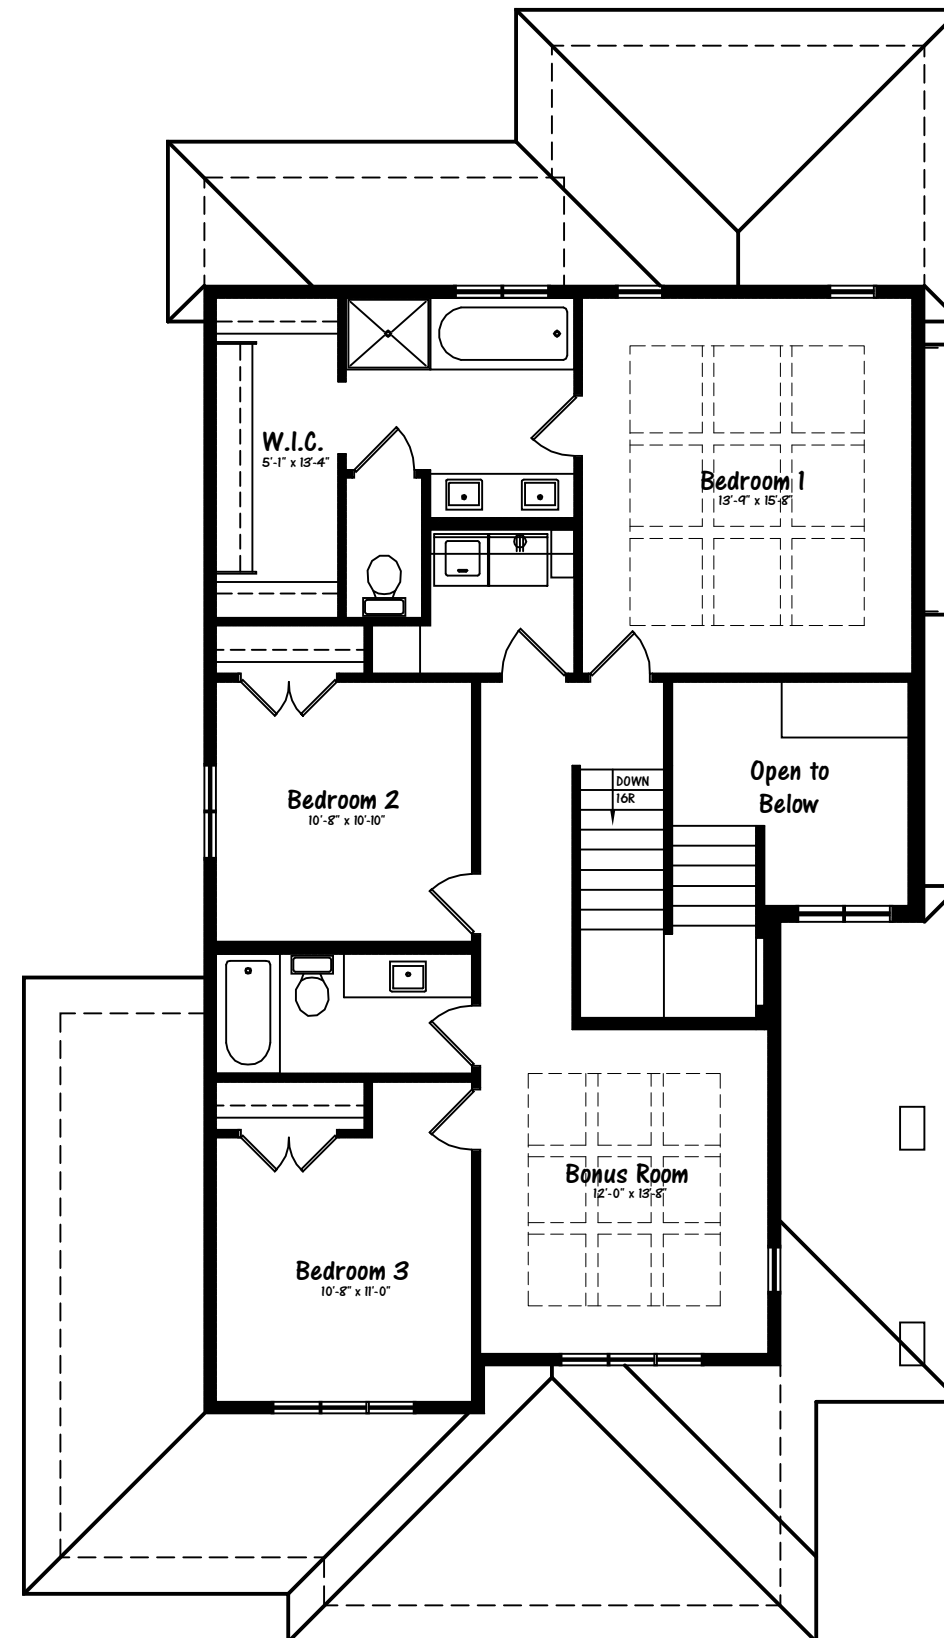 W.I.C.
5'-1" x 13'-4"
Bedroom 1
13'-9" x 15'-8"
DOWN
16R
Open to
Below
Bedroom 2
10'-8" x 10'-10"
Bonus Room
12'-0" x 13'-8"
Bedroom 3
10'-8" x 11'-0"